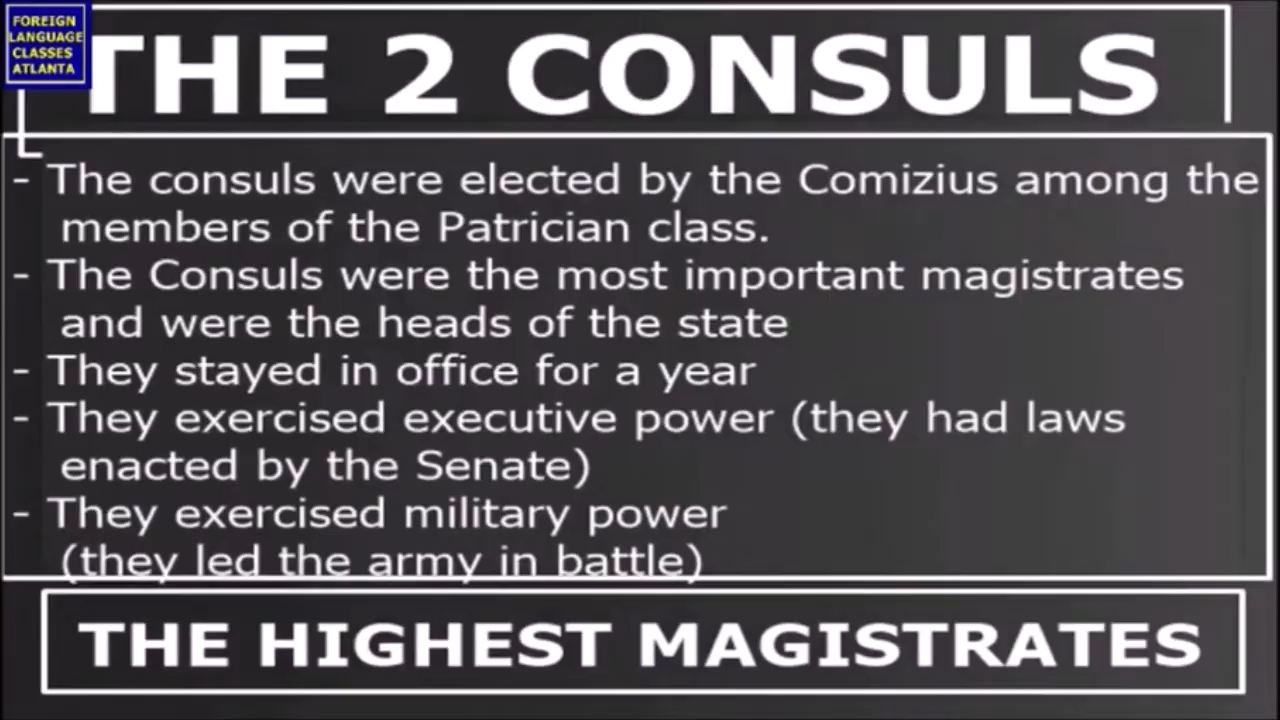 FOREIGN
LANGUAGE
CLASSES
ATLANTA
THE 2 CONSULS
- The consuls were elected by the Comizius among the
members of the Patrician class.
- The Consuls were the most important magistrates
and were the heads of the state
- They stayed in office for a year
- They exercised executive power (they had laws
enacted by the Senate)
- They exercised military power
(they led the army in battle)
THE HIGHEST MAGISTRATES